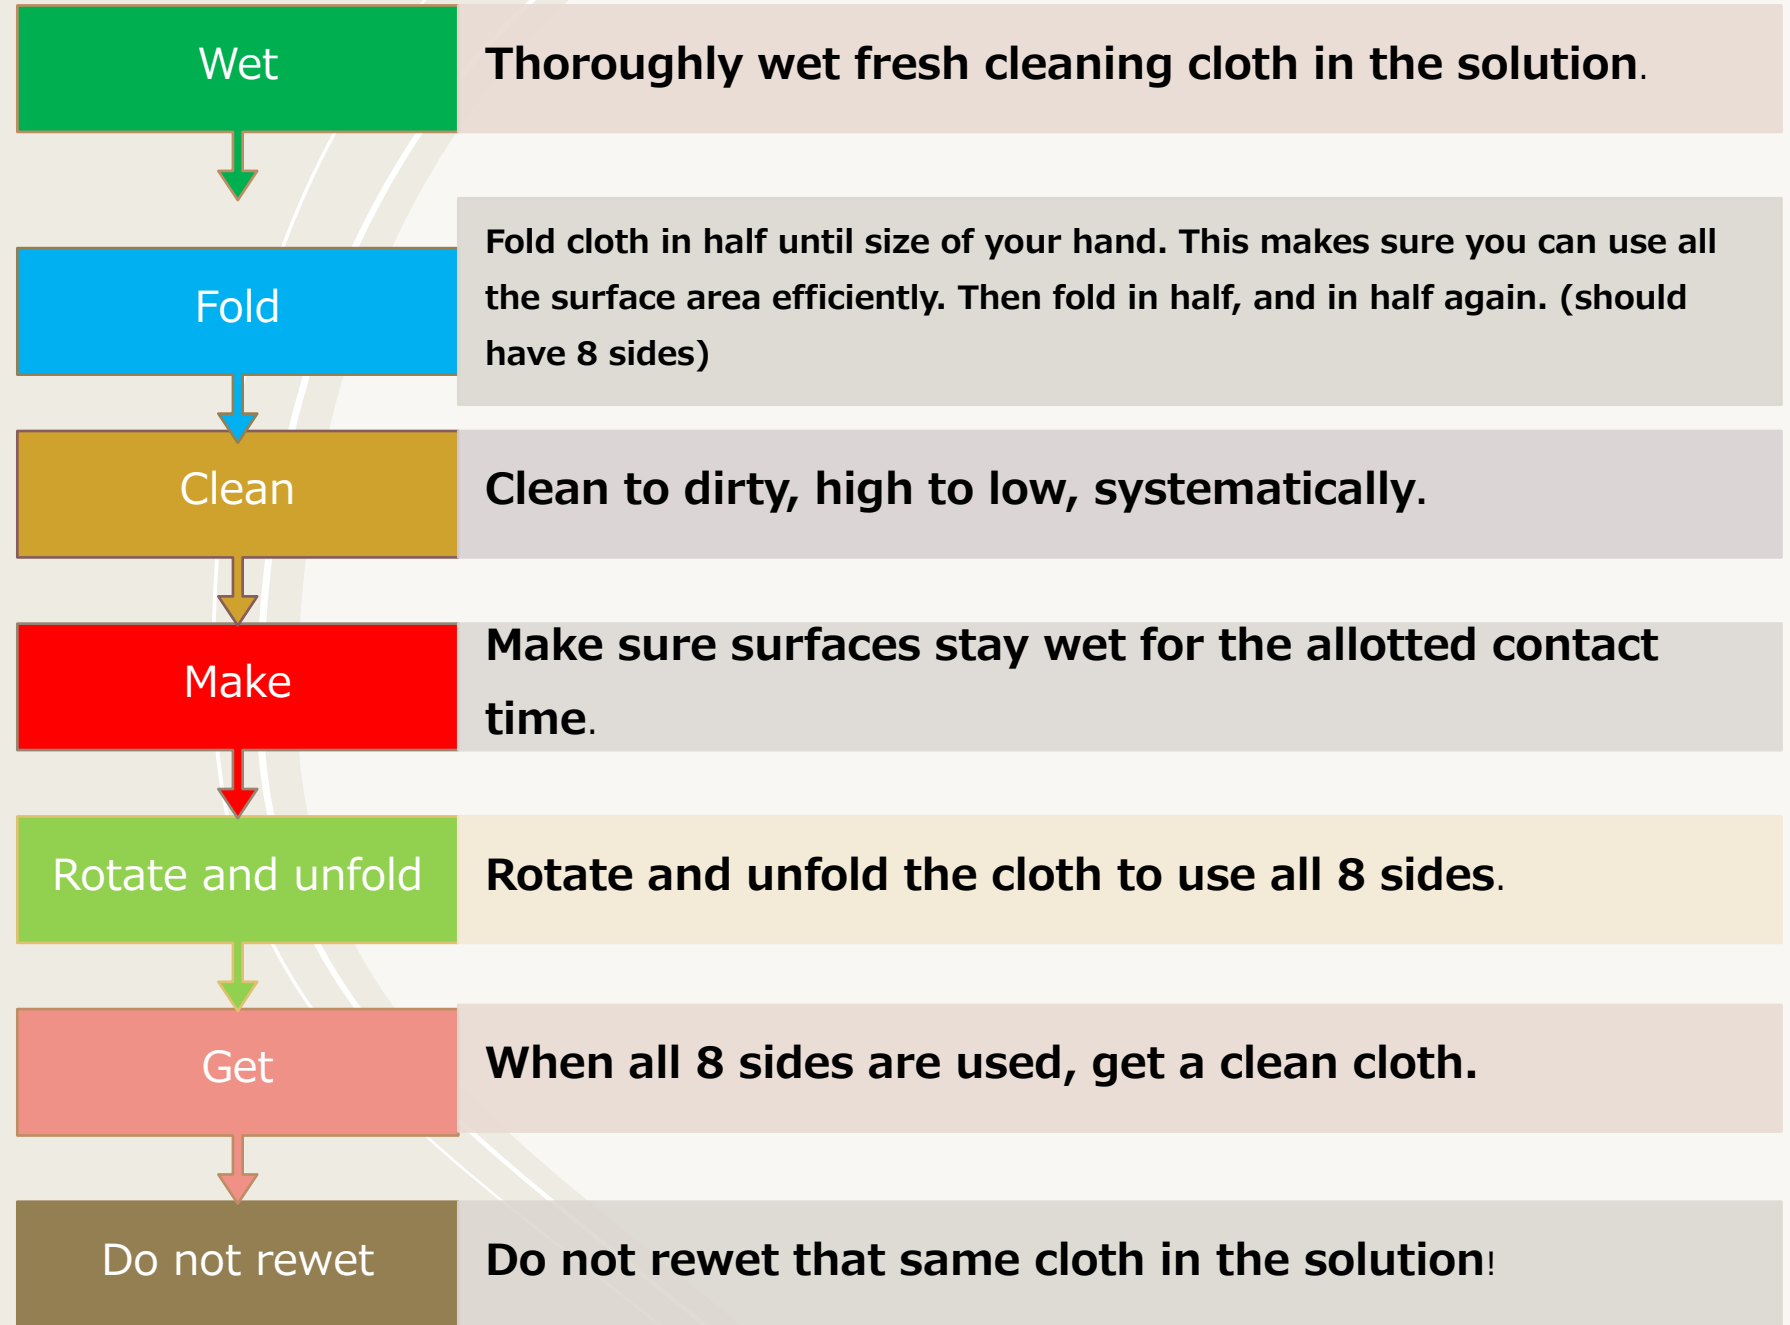 Wet
Thoroughly wet fresh cleaning cloth in the solution.
Fold
Fold cloth in half until size of your hand. This makes sure you can use all
the surface area efficiently. Then fold in half, and in half again. (should
have 8 sides)
Clean
Clean to dirty, high to low, systematically.
Make
Make sure surfaces stay wet for the allotted contact
time.
Rotate and unfold
Rotate and unfold the cloth to use all 8 sides.
Get
When all 8 sides are used, get a clean cloth.
Do not rewet
Do not rewet that same cloth in the solution!